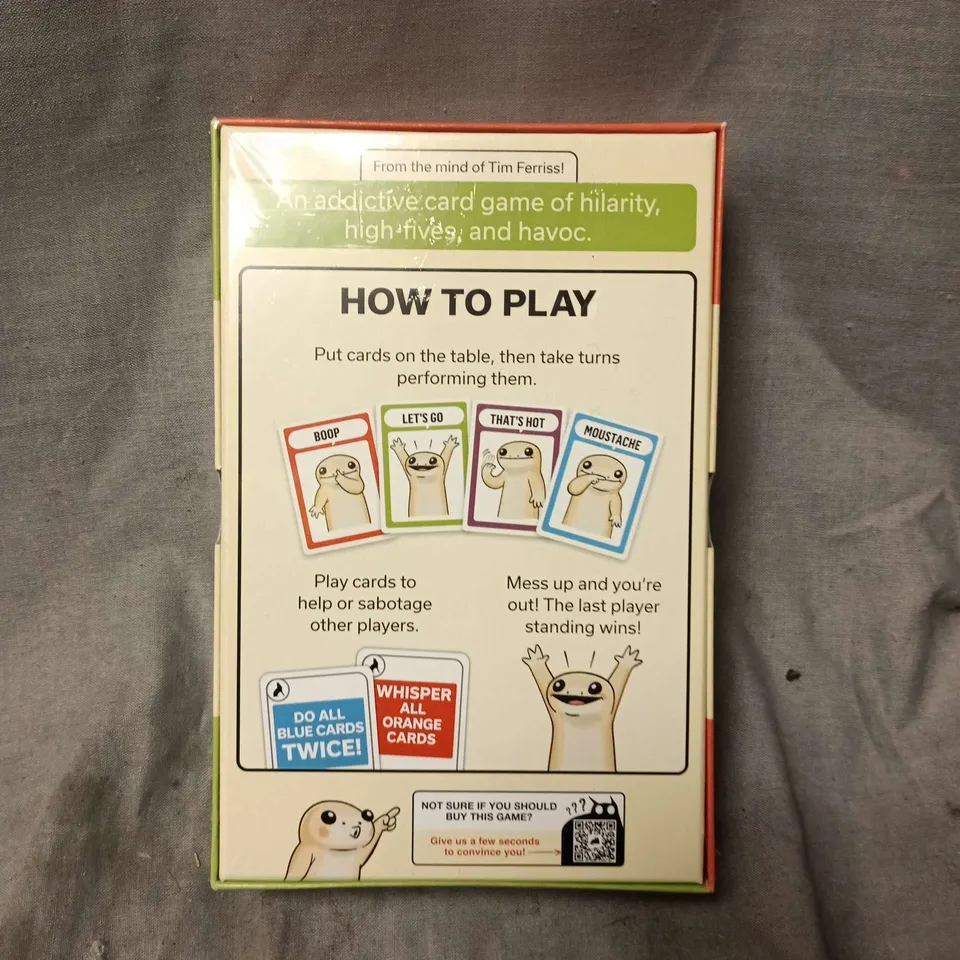 From the mind of Tim Ferriss!
An addictive card game of hilarity,
high-fives, and havoc.
HOW TO PLAY
Put cards on the table, then take turns
performing them.
BOOP
LET'S GO
THAT'S HOT
MOUSTACHE
Play cards to
help or sabotage
other players.
Mess up and you're
out! The last player
standing wins!
DO ALL
BLUE CARDS
TWICE!
WHISPER
ALL
ORANGE
CARDS
NOT SURE IF YOU SHOULD
BUY THIS GAME?
???
Give us a few seconds
to convince you!